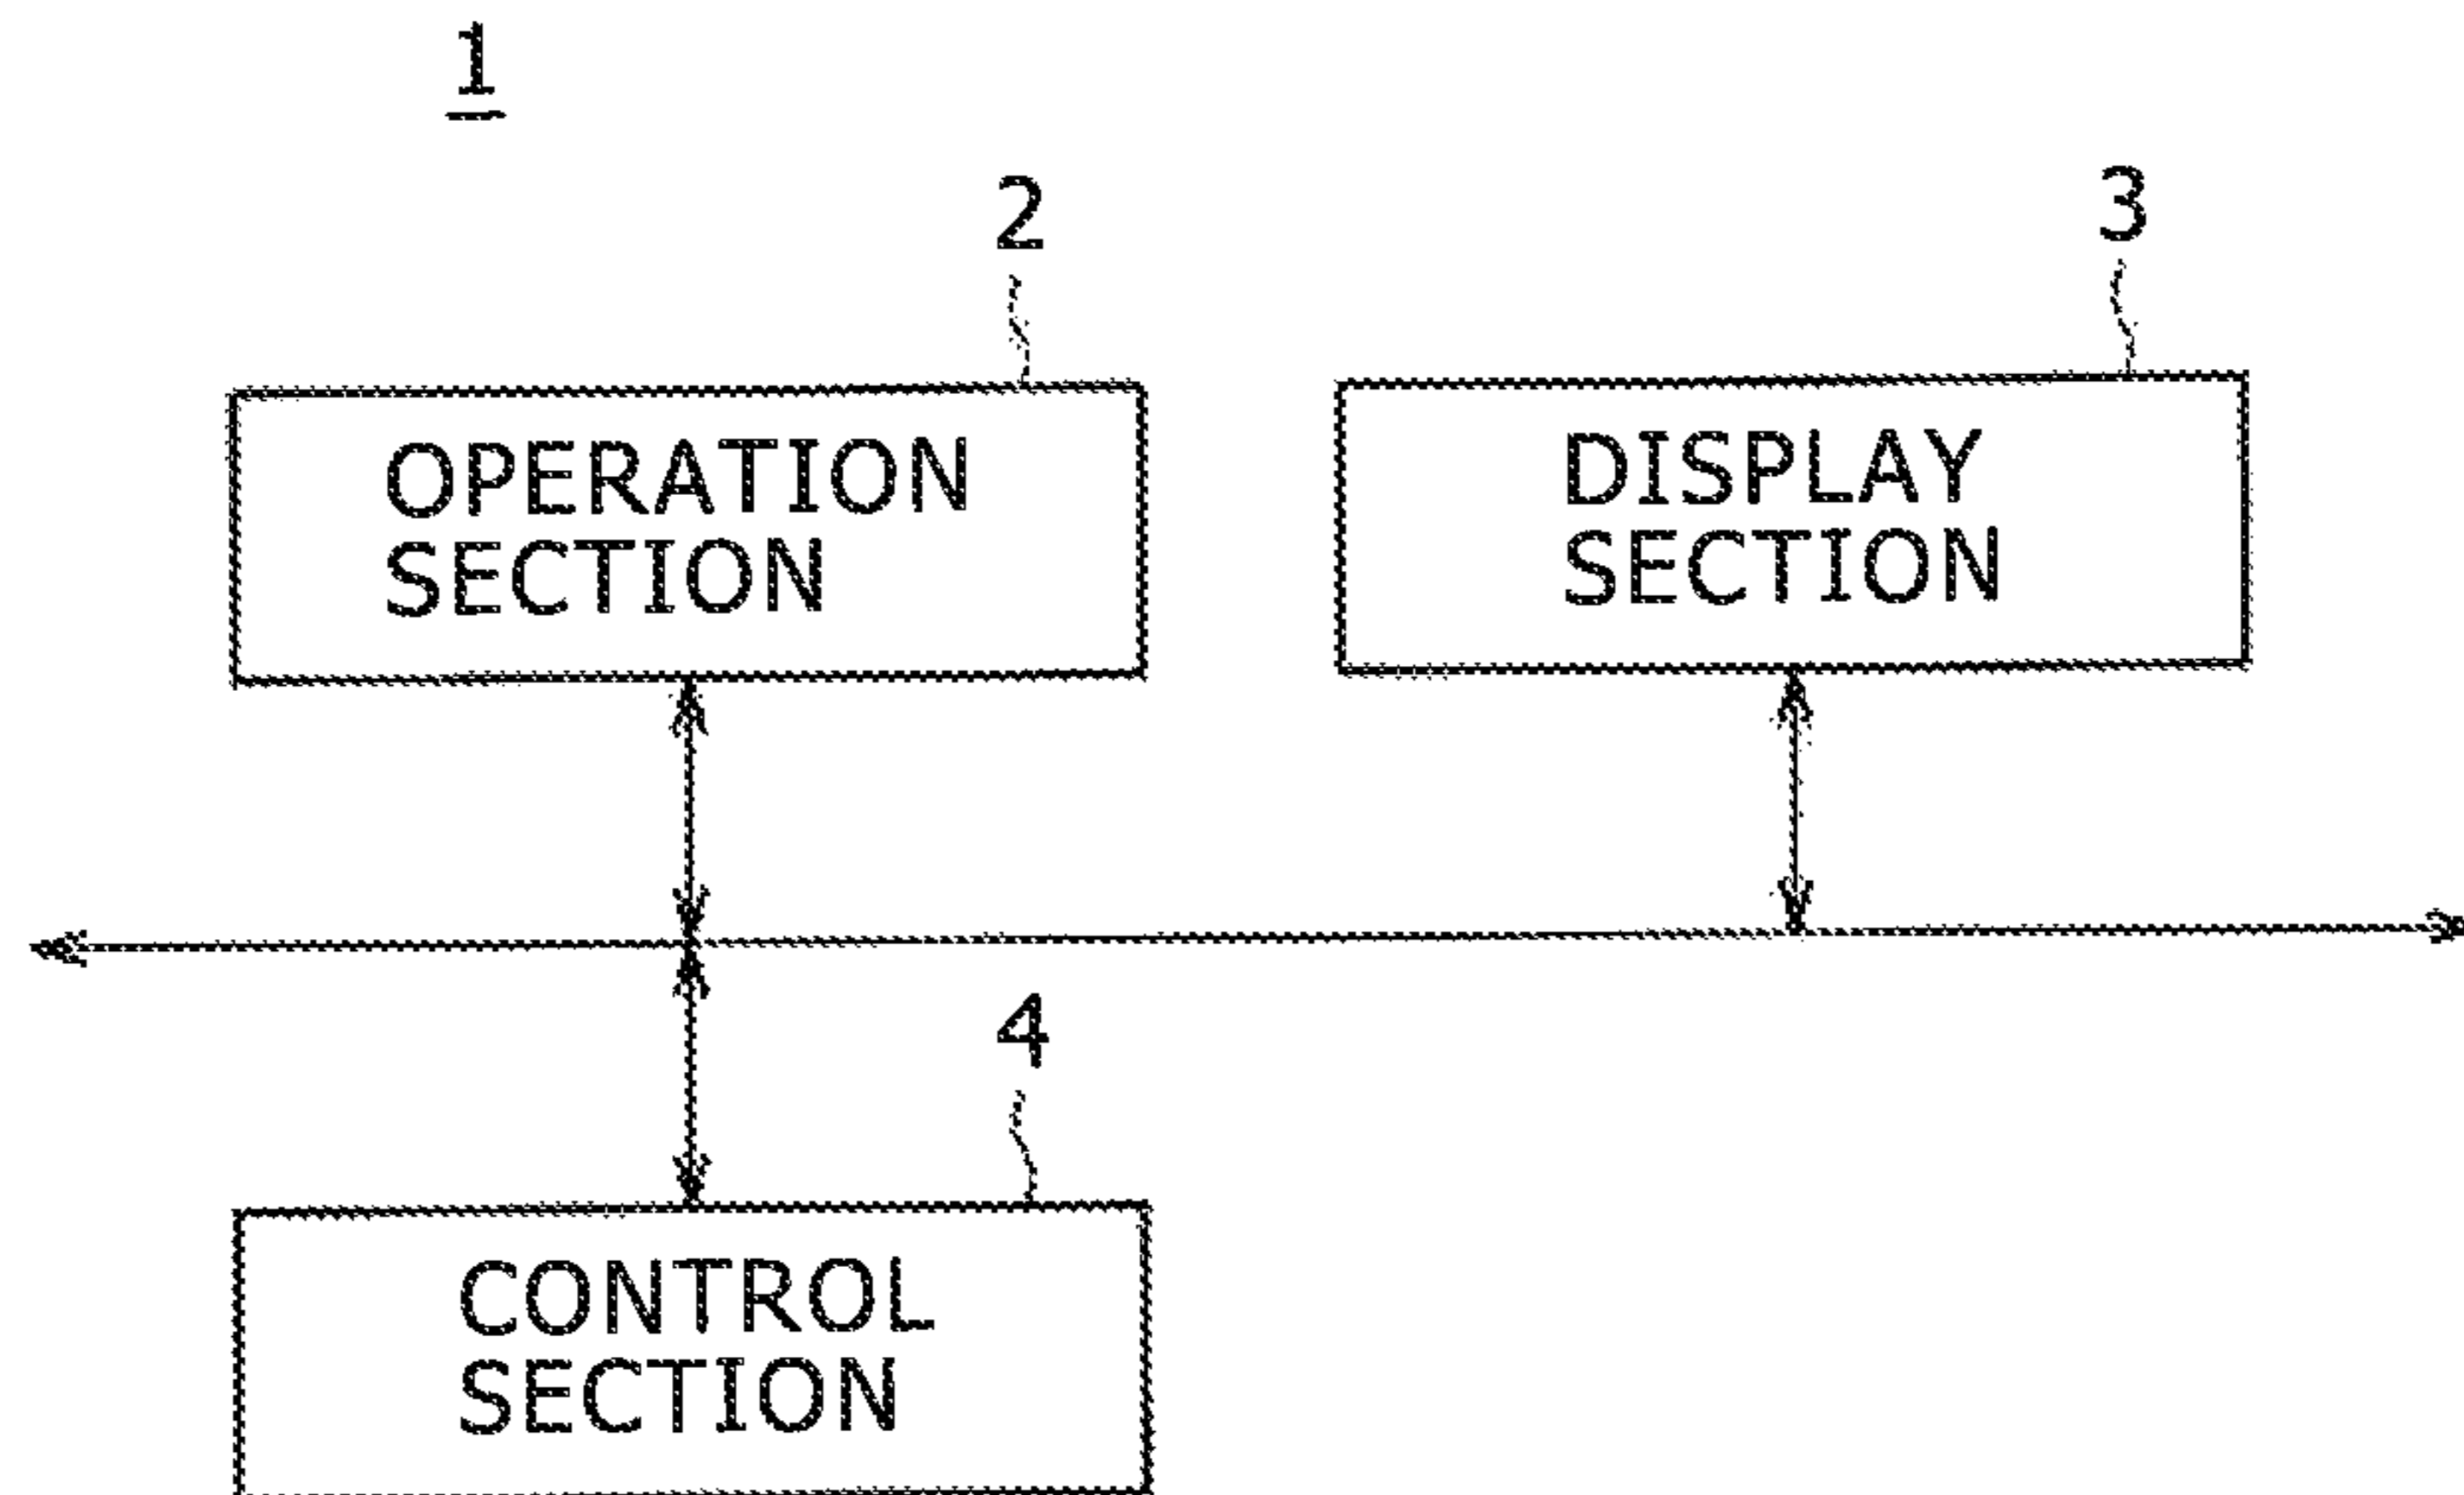 1
2
3
OPERATION
SECTION
DISPLAY
SECTION
4
CONTROL
SECTION